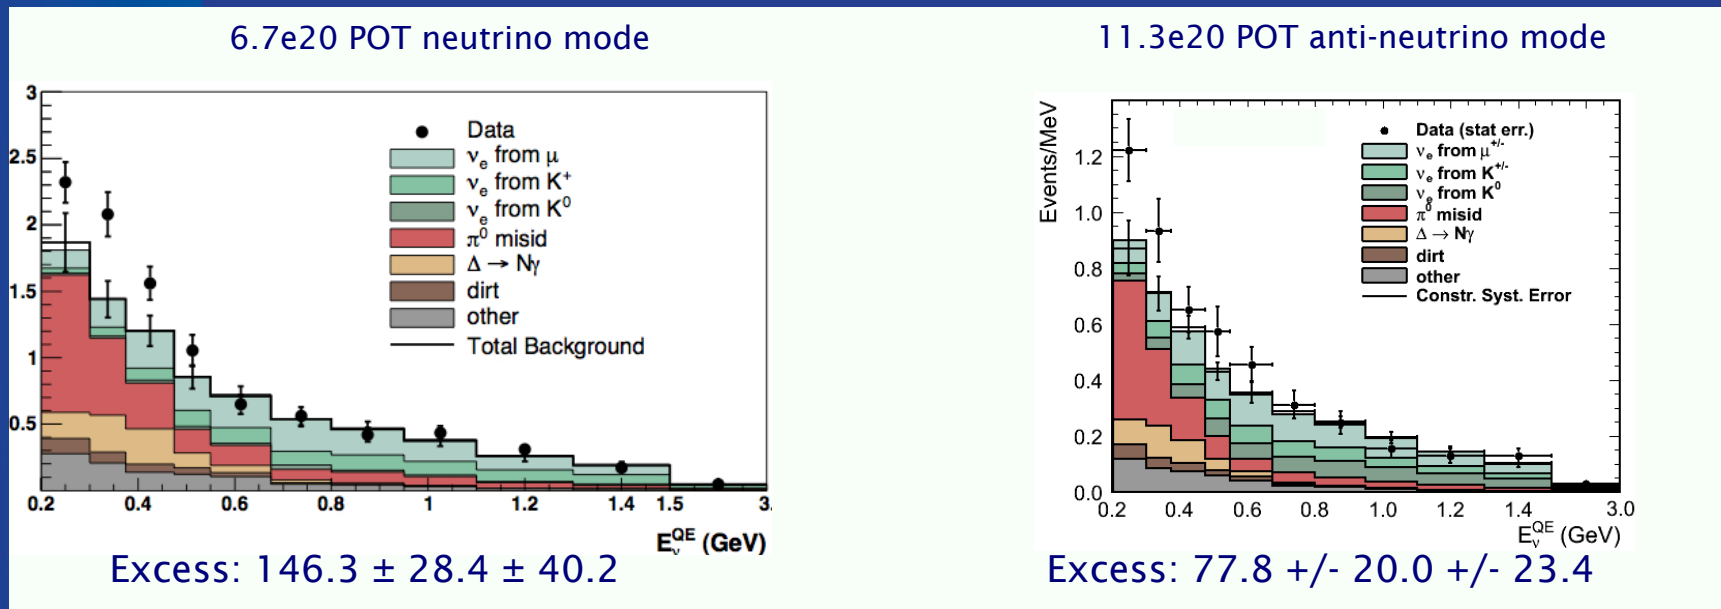 6.7e20 POT neutrino mode
3
2.5
2
1.5
1
0.5
0.2 0.4 0.6 0.8 1 1.2 1.4 1.5 3.
Data
νe from μ
νe from K+
νe from K0
π0 misid
Δ → Nγ
dirt
other
Total Background
EνQE (GeV)
Excess: 146.3 ± 28.4 ± 40.2
11.3e20 POT anti-neutrino mode
Events/MeV
1.2
1.0
0.8
0.6
0.4
0.2
0.0
0.2 0.4 0.6 0.8 1.0 1.2 1.4 3.0
Data (stat err.)
νe from μ+/-
νe from K+/-
νe from K0
π0 misid
Δ → Nγ
dirt
other
Constr. Syst. Error
EνQE (GeV)
Excess: 77.8 +/- 20.0 +/- 23.4